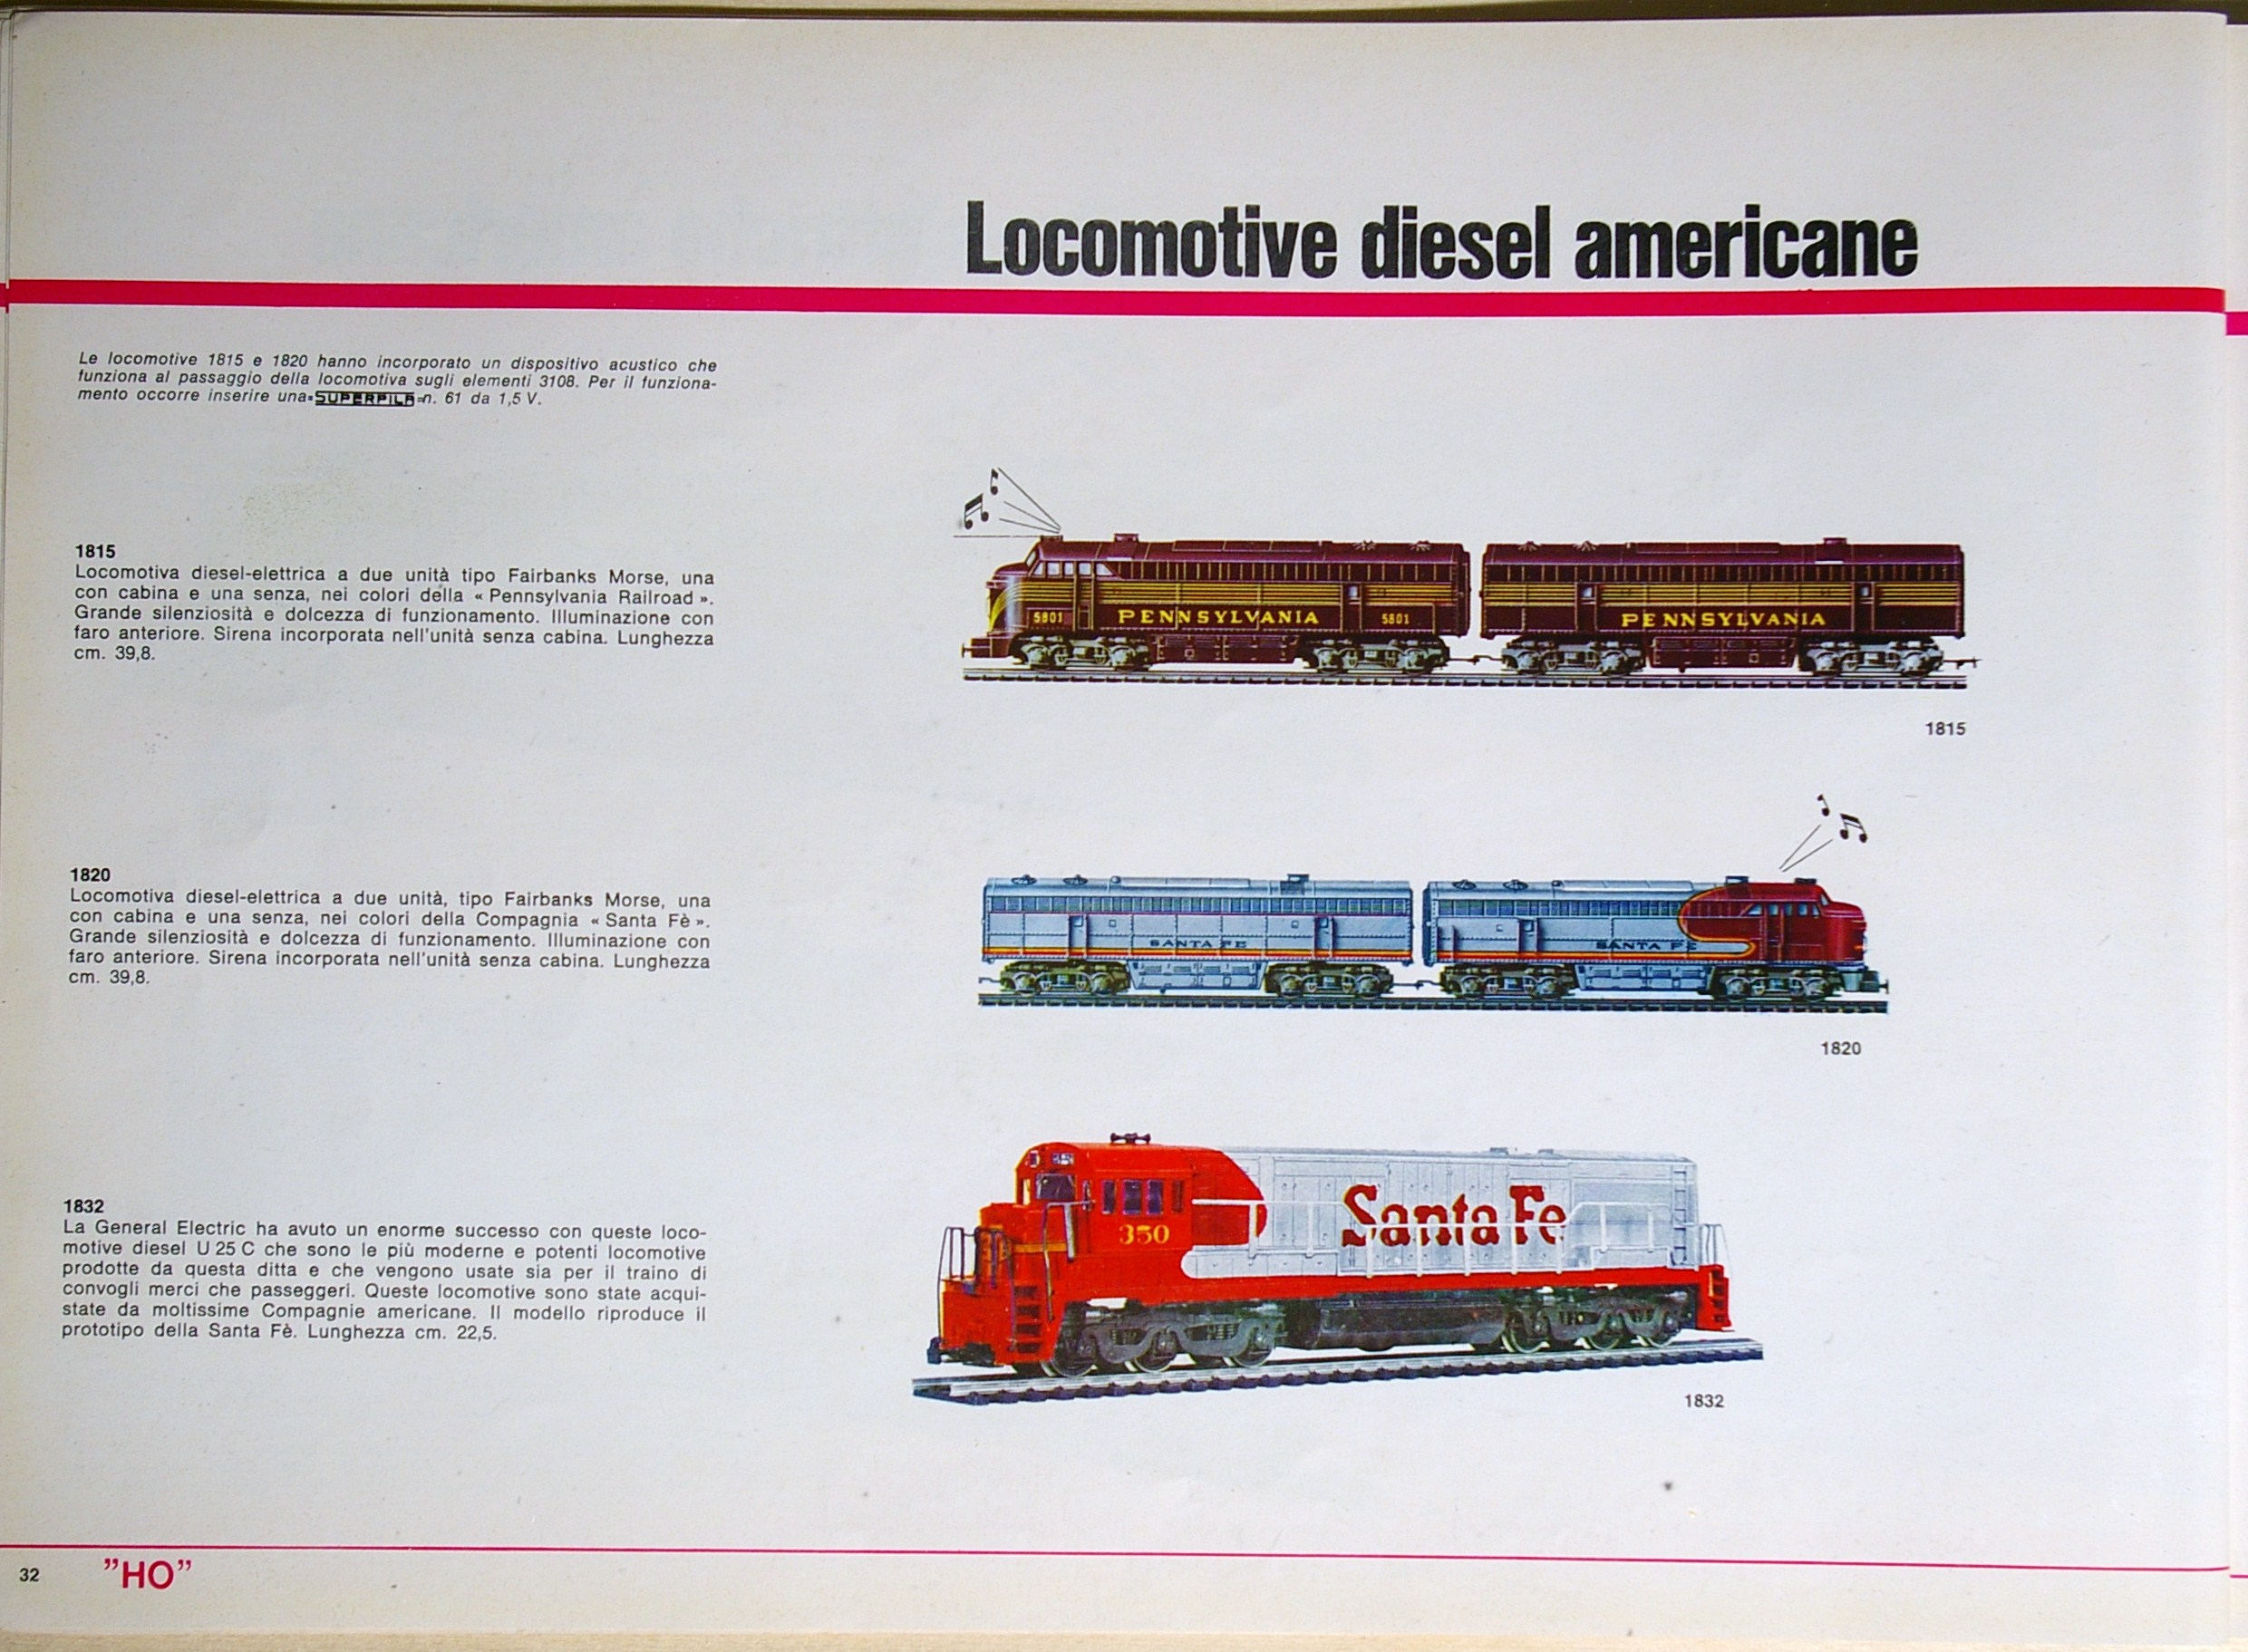 Locomotive diesel americane
Le locomotive 1815 e 1820 hanno incorporato un dispositivo acustico che
funziona al passaggio della locomotiva sugli elementi 3108. Per il funziona-
mento occorre inserire una «SUPERPILA» n. 61 da 1,5 V.
1815
Locomotiva diesel-elettrica a due unità tipo Fairbanks Morse, una
con cabina e una senza, nei colori della « Pennsylvania Railroad ».
Grande silenziosità e dolcezza di funzionamento. Illuminazione con
faro anteriore. Sirena incorporata nell'unità senza cabina. Lunghezza
cm. 39,8.
5801 PENNSYLVANIA 5801 PENNSYLVANIA
1815
1820
Locomotiva diesel-elettrica a due unità, tipo Fairbanks Morse, una
con cabina e una senza, nei colori della Compagnia « Santa Fè ».
Grande silenziosità e dolcezza di funzionamento. Illuminazione con
faro anteriore. Sirena incorporata nell'unità senza cabina. Lunghezza
cm. 39,8.
SANTA FE SANTA FE
1820
1832
La General Electric ha avuto un enorme successo con queste loco-
motive diesel U 25 C che sono le più moderne e potenti locomotive
prodotte da questa ditta e che vengono usate sia per il traino di
convogli merci che passeggeri. Queste locomotive sono state acqui-
state da moltissime Compagnie americane. Il modello riproduce il
prototipo della Santa Fè. Lunghezza cm. 22,5.
350 Santa Fe
1832
32 "HO"